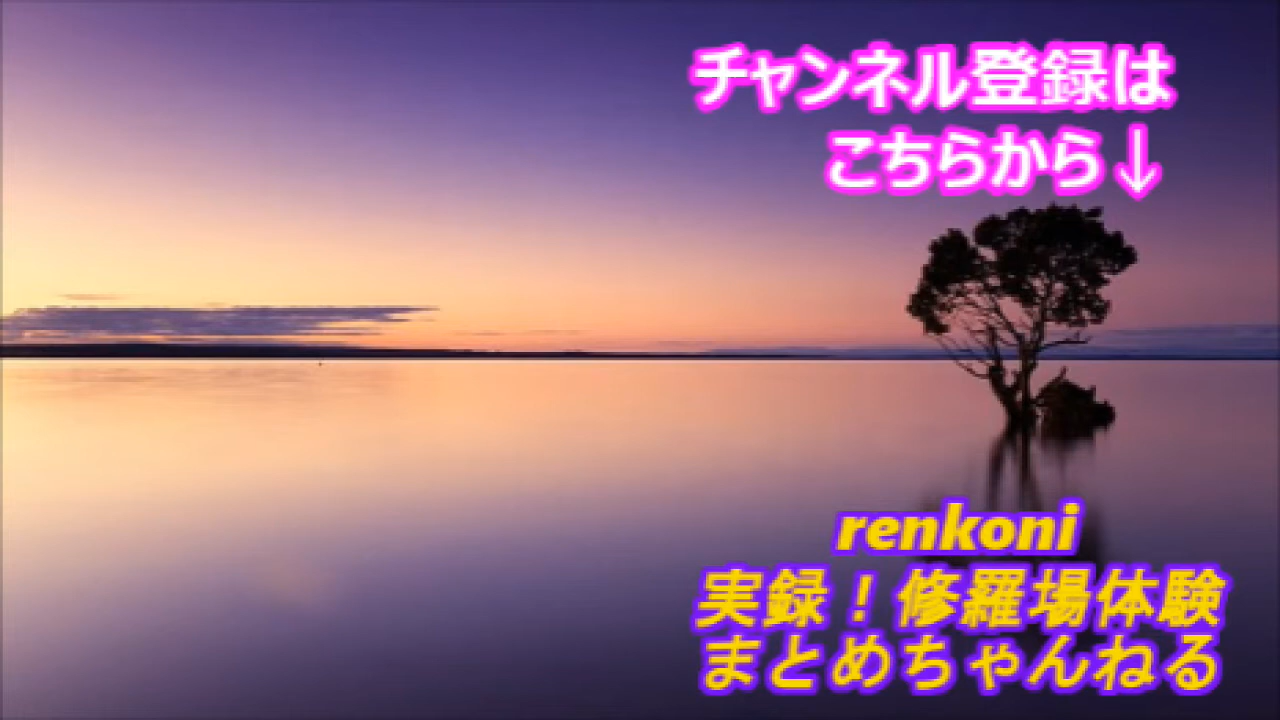 チャンネル登録は
こちらから↓
renkoni
実録！修羅場体験
まとめちゃんねる